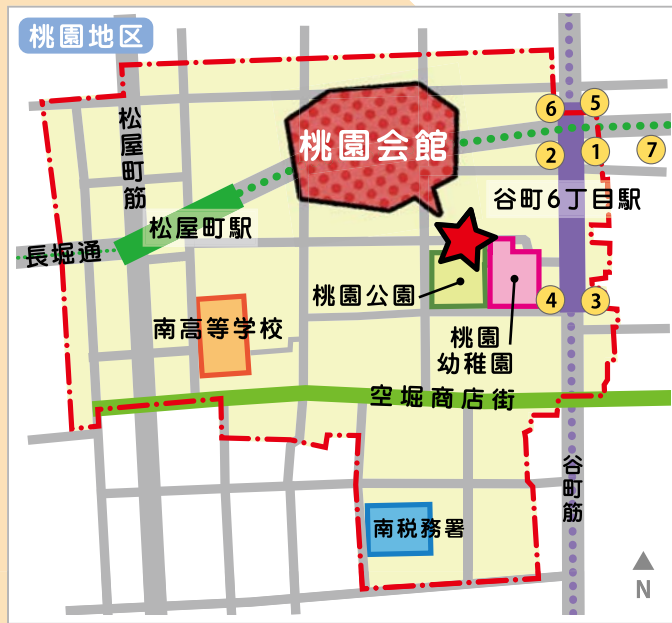 桃園地区
松屋町筋
桃園会館
6
5
2
1
7
谷町6丁目駅
松屋町駅
長堀通
桃園公園
4
3
南高等学校
桃園
幼稚園
空堀商店街
谷町筋
南税務署
N